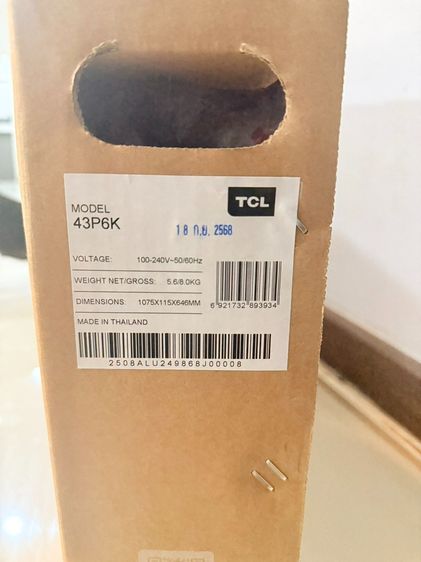 TCL
MODEL
43P6K
18 ก.ย. 2568
VOLTAGE: 100-240V~50/60Hz
WEIGHT NET/GROSS: 5.6/8.0KG
DIMENSIONS: 1075X115X646MM
6 921732 893934
MADE IN THAILAND
2508ALU249868J00008